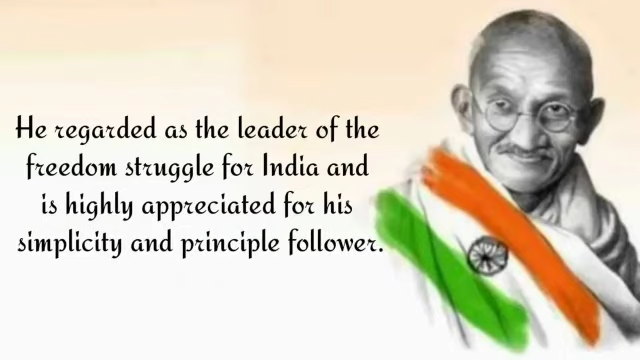 He regarded as the leader of the
freedom struggle for India and
is highly appreciated for his
simplicity and principle follower.